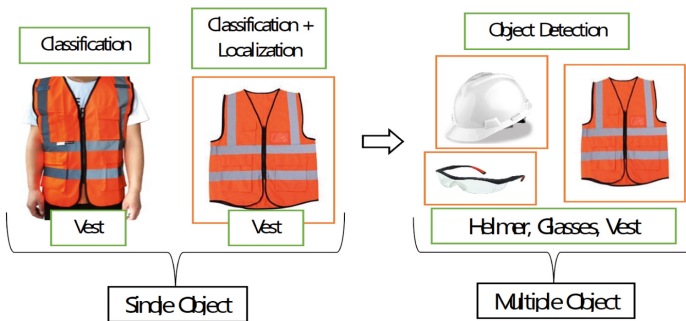 Classification
Classification +
Localization
Object Detection
Vest
Vest
Helmer, Glasses, Vest
Single Object
Multiple Object